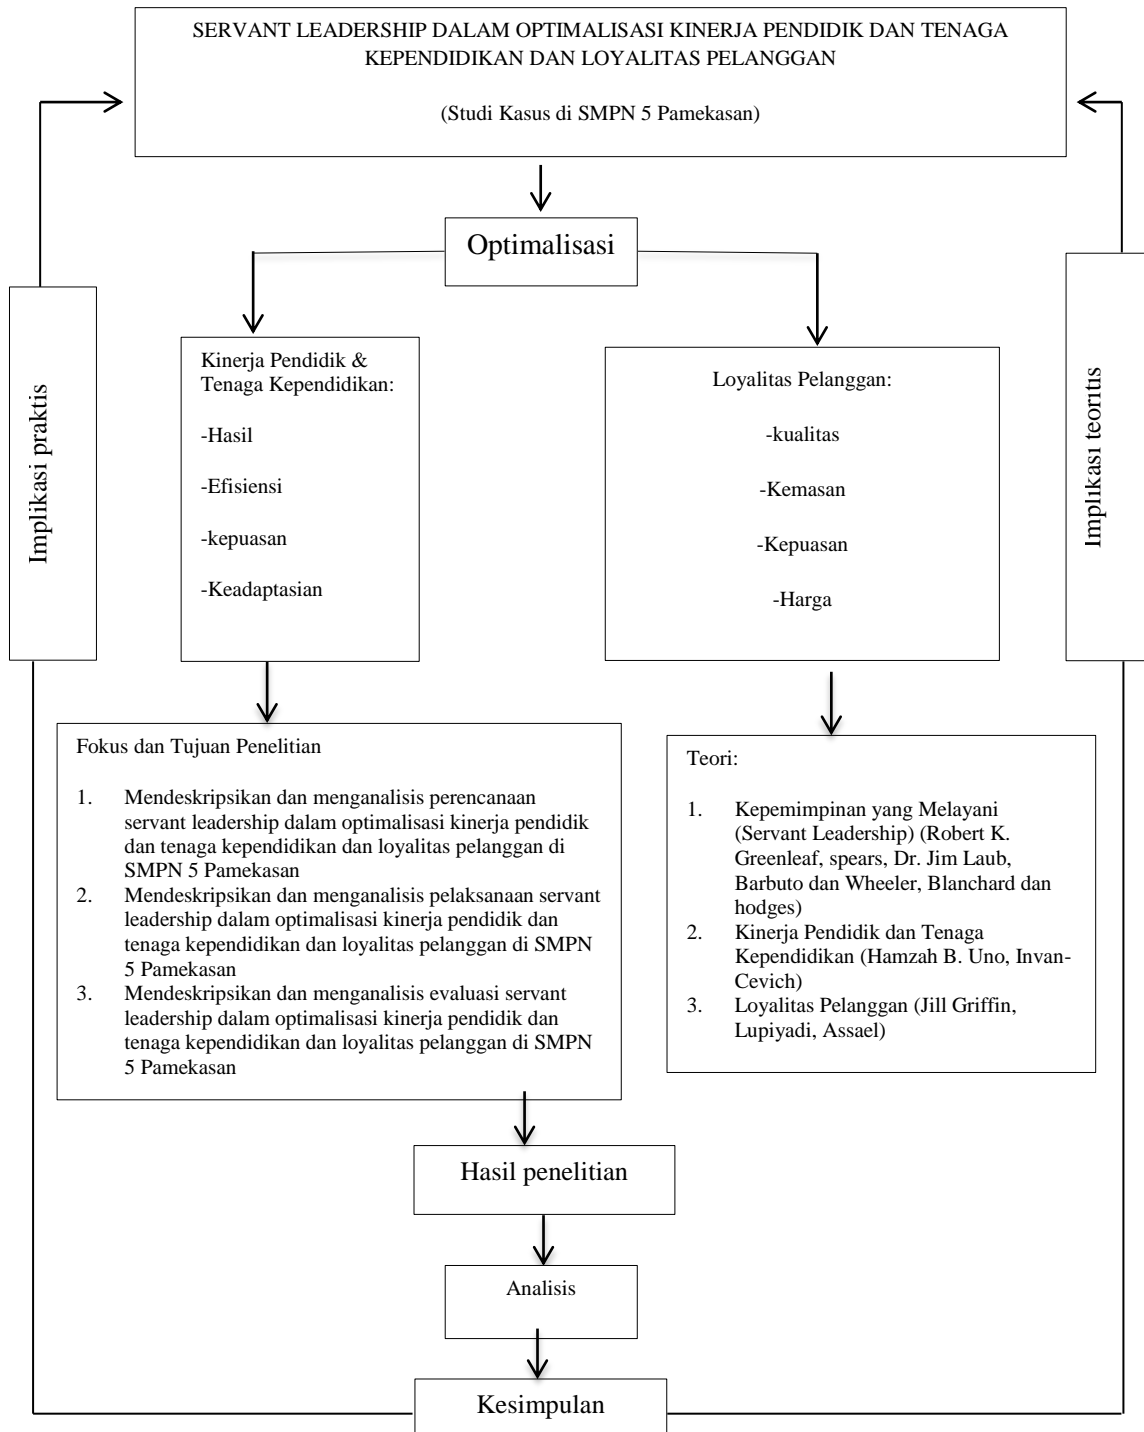 SERVANT LEADERSHIP DALAM OPTIMALISASI KINERJA PENDIDIK DAN TENAGA
KEPENDIDIKAN DAN LOYALITAS PELANGGAN
(Studi Kasus di SMPN 5 Pamekasan)
Optimalisasi
Implikasi praktis
Kinerja Pendidik &
Tenaga Kependidikan:
-Hasil
-Efisiensi
-kepuasan
-Keadaptasian
Loyalitas Pelanggan:
-kualitas
-Kemasan
-Kepuasan
-Harga
Implikasi teoritis
Fokus dan Tujuan Penelitian
1. Mendeskripsikan dan menganalisis perencanaan
servant leadership dalam optimalisasi kinerja pendidik
dan tenaga kependidikan dan loyalitas pelanggan di
SMPN 5 Pamekasan
2. Mendeskripsikan dan menganalisis pelaksanaan servant
leadership dalam optimalisasi kinerja pendidik dan
tenaga kependidikan dan loyalitas pelanggan di SMPN
5 Pamekasan
3. Mendeskripsikan dan menganalisis evaluasi servant
leadership dalam optimalisasi kinerja pendidik dan
tenaga kependidikan dan loyalitas pelanggan di SMPN
5 Pamekasan
Teori:
1. Kepemimpinan yang Melayani
(Servant Leadership) (Robert K.
Greenleaf, spears, Dr. Jim Laub,
Barbuto dan Wheeler, Blanchard dan
hodges)
2. Kinerja Pendidik dan Tenaga
Kependidikan (Hamzah B. Uno, Invan-
Cevich)
3. Loyalitas Pelanggan (Jill Griffin,
Lupiyadi, Assael)
Hasil penelitian
Analisis
Kesimpulan